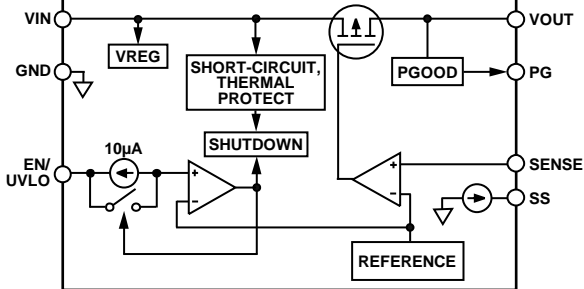 VIN
VOUT
VREG
GND
SHORT-CIRCUIT,
THERMAL
PROTECT
PGOOD
PG
SHUTDOWN
10µA
EN/
UVLO
+
−
+
−
SENSE
SS
REFERENCE